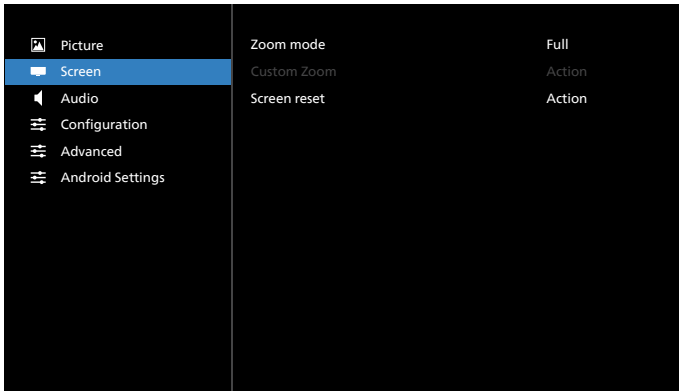 Picture
Screen
Audio
Configuration
Advanced
Android Settings
Zoom mode Full
Custom Zoom Action
Screen reset Action